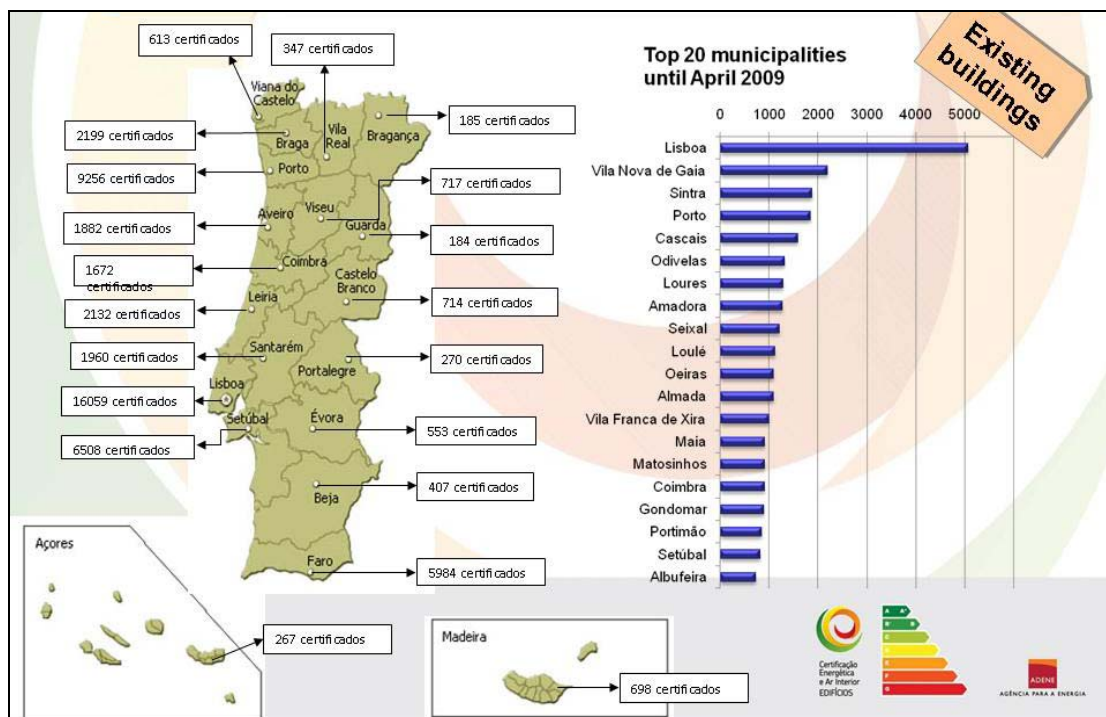 613 certificados
347 certificados
Viana do
Castelo
2199 certificados
Braga
Vila
Real
Bragança
185 certificados
9256 certificados
Porto
717 certificados
1882 certificados
Aveiro
Viseu
Guarda
184 certificados
1672
certificados
Coimbra
Castelo
Branco
714 certificados
2132 certificados
Leiria
1960 certificados
Santarém
Portalegre
270 certificados
Lisboa
16059 certificados
Setúbal
Évora
553 certificados
6508 certificados
Beja
407 certificados
Faro
5984 certificados
Açores
267 certificados
Madeira
698 certificados
Top 20 municipalities
until April 2009
Existing
buildings
0 1000 2000 3000 4000 5000
Lisboa
Vila Nova de Gaia
Sintra
Porto
Cascais
Odivelas
Loures
Amadora
Seixal
Loulé
Oeiras
Almada
Vila Franca de Xira
Maia
Matosinhos
Coimbra
Gondomar
Portimão
Setúbal
Albufeira
Certificação
Energética
e Ar Interior
EDIFÍCIOS
A A+
B-
C
F
G
ADENE
AGÊNCIA PARA A ENERGIA